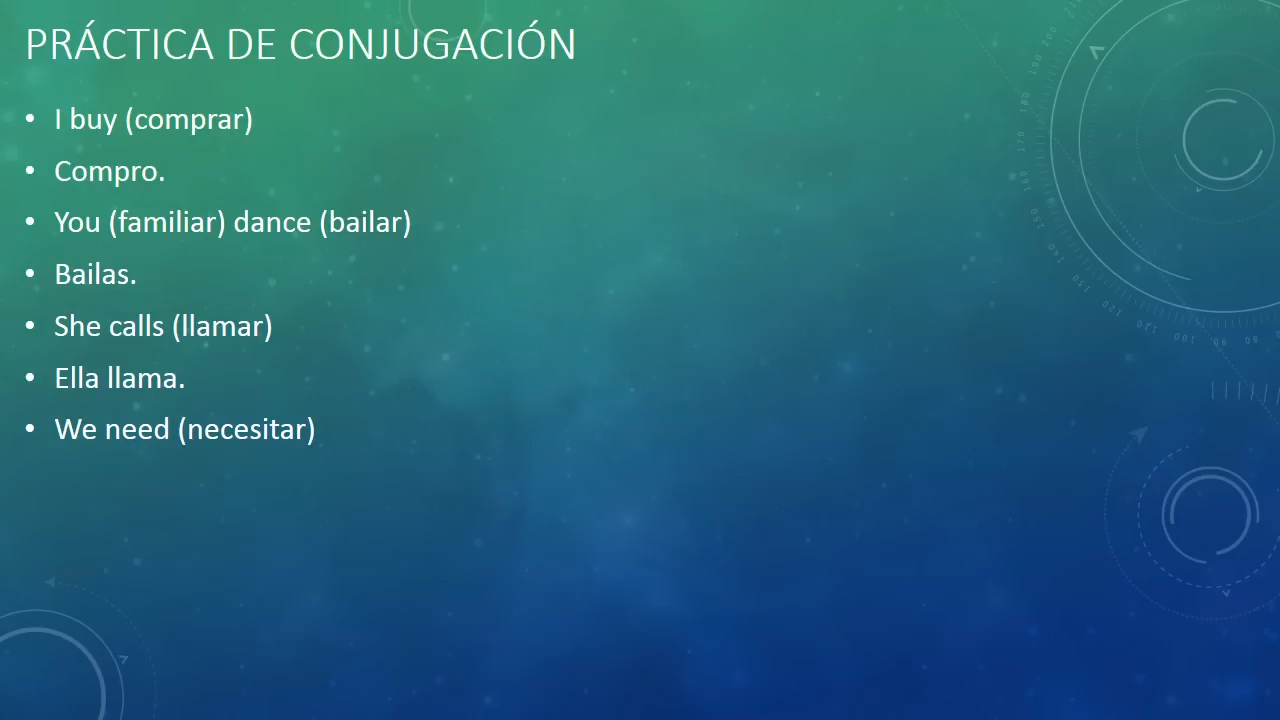 PRÁCTICA DE CONJUGACIÓN
• I buy (comprar)
• Compro.
• You (familiar) dance (bailar)
• Bailas.
• She calls (llamar)
• Ella llama.
• We need (necesitar)